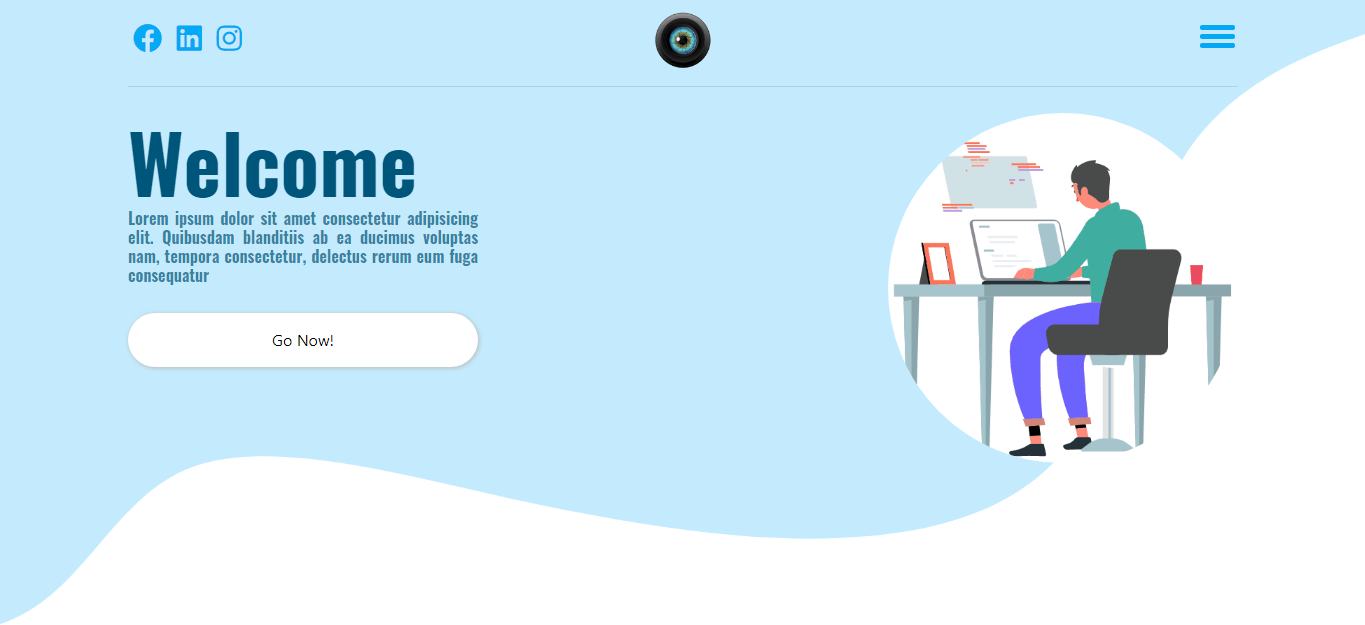 Welcome
Lorem ipsum dolor sit amet consectetur adipisicing
elit. Quibusdam blanditiis ab ea ducimus voluptas
nam, tempora consectetur, delectus rerum eum fuga
consequatur
Go Now!